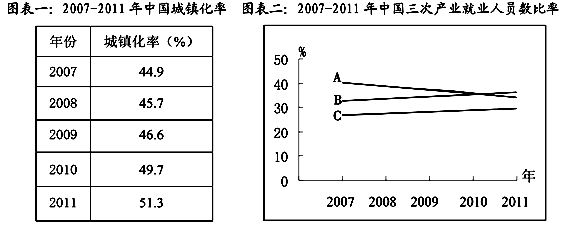 图表一：2007-2011年中国城镇化率
年份 城镇化率（%）
2007 44.9
2008 45.7
2009 46.6
2010 49.7
2011 51.3
图表二：2007-2011年中国三次产业就业人员数比率
%
50
40
30
20
10
0
A
B
C
年
2007 2008 2009 2010 2011